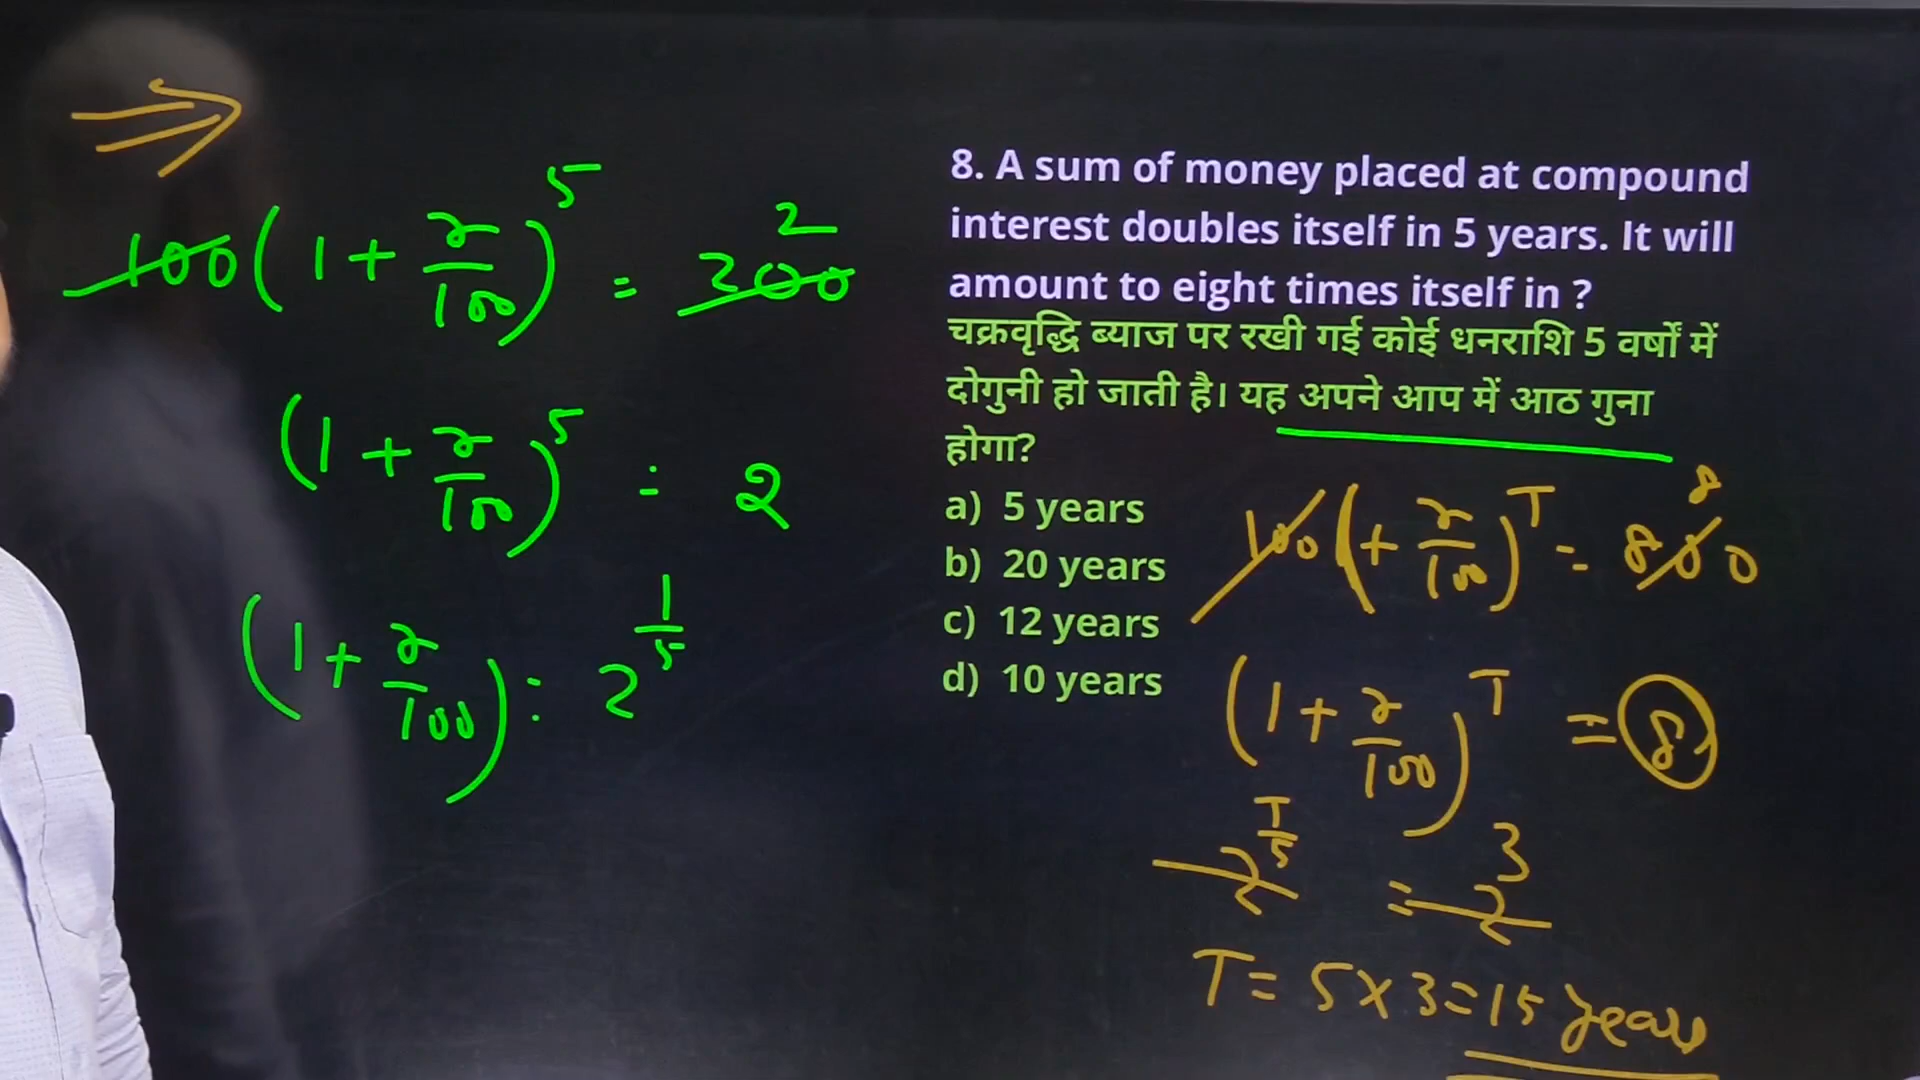 100(1 + r/100)^5 = 200 2
(1 + r/100)^5 = 2
(1 + r/100) = 2^1/5
8. A sum of money placed at compound
interest doubles itself in 5 years. It will
amount to eight times itself in ?
चक्रवृद्धि ब्याज पर रखी गई कोई धनराशि 5 वर्षों में
दोगुनी हो जाती है। यह अपने आप में आठ गुना
होगा?
a) 5 years
b) 20 years
c) 12 years
d) 10 years
100(1 + r/100)^T = 800 8
(1 + r/100)^T = 8
2^T/5 = 2^3
T = 5 × 3 = 15 years